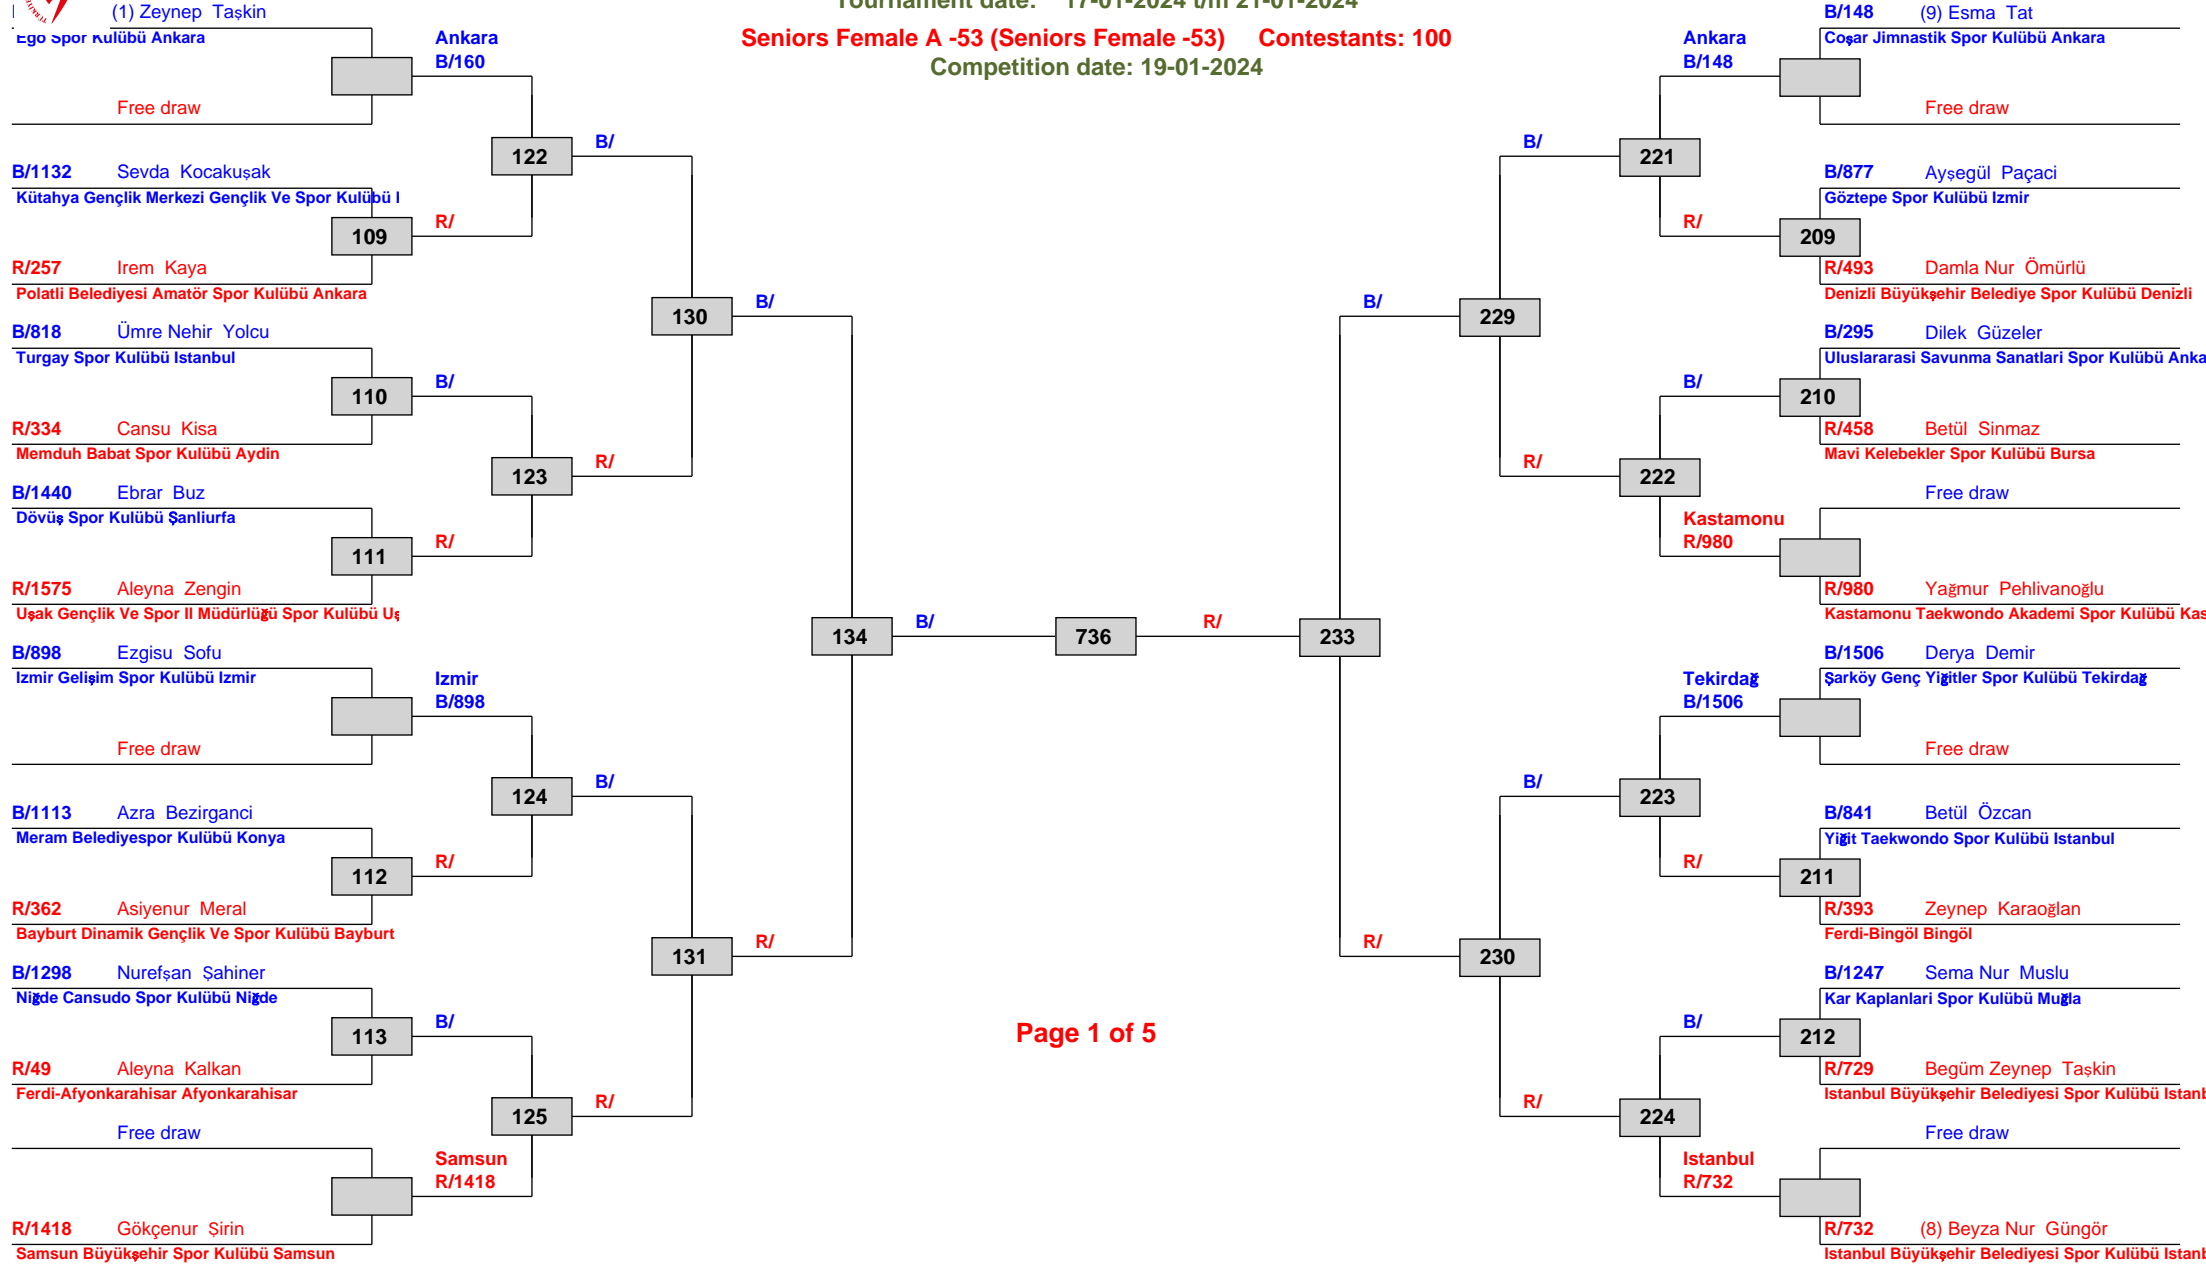 Tournament date: 17-01-2024 t/m 21-01-2024
Seniors Female A -53 (Seniors Female -53) Contestants: 100
Competition date: 19-01-2024
(1) Zeynep Taşkin
Ego Spor Kulübü Ankara
Free draw
Ankara
B/160
B/1132 Sevda Kocakuşak
Kütahya Gençlik Merkezi Gençlik Ve Spor Kulübü I
109
R/257 Irem Kaya
Polatli Belediyesi Amatör Spor Kulübü Ankara
R/
122
B/
B/818 Ümre Nehir Yolcu
Turgay Spor Kulübü Istanbul
110
R/334 Cansu Kisa
Memduh Babat Spor Kulübü Aydin
B/
B/1440 Ebrar Buz
Dövüş Spor Kulübü Şanliurfa
111
R/1575 Aleyna Zengin
Uşak Gençlik Ve Spor Il Müdürlüğü Spor Kulübü Uş
R/
123
R/
130
B/
B/898 Ezgisu Sofu
Izmir Gelişim Spor Kulübü Izmir
Free draw
Izmir
B/898
B/1113 Azra Bezirganci
Meram Belediyespor Kulübü Konya
112
R/362 Asiyenur Meral
Bayburt Dinamik Gençlik Ve Spor Kulübü Bayburt
R/
124
B/
B/1298 Nurefşan Şahiner
Niğde Cansudo Spor Kulübü Niğde
113
R/49 Aleyna Kalkan
Ferdi-Afyonkarahisar Afyonkarahisar
B/
Free draw
R/1418 Gökçenur Şirin
Samsun Büyükşehir Spor Kulübü Samsun
Samsun
R/1418
125
R/
131
R/
134
B/
736
R/
233
B/148 (9) Esma Tat
Coşar Jimnastik Spor Kulübü Ankara
Free draw
Ankara
B/148
B/877 Ayşegül Paçaci
Göztepe Spor Kulübü Izmir
209
R/493 Damla Nur Ömürlü
Denizli Büyükşehir Belediye Spor Kulübü Denizli
R/
221
B/
B/295 Dilek Güzeler
Uluslararasi Savunma Sanatlari Spor Kulübü Anka
210
R/458 Betül Sinmaz
Mavi Kelebekler Spor Kulübü Bursa
B/
Free draw
R/980 Yağmur Pehlivanoğlu
Kastamonu Taekwondo Akademi Spor Kulübü Kas
Kastamonu
R/980
222
R/
229
B/
B/1506 Derya Demir
Şarköy Genç Yiğitler Spor Kulübü Tekirdağ
Free draw
Tekirdağ
B/1506
B/841 Betül Özcan
Yiğit Taekwondo Spor Kulübü Istanbul
211
R/393 Zeynep Karaoğlan
Ferdi-Bingöl Bingöl
R/
223
B/
B/1247 Sema Nur Muslu
Kar Kaplanlari Spor Kulübü Muğla
212
R/729 Begüm Zeynep Taşkin
Istanbul Büyükşehir Belediyesi Spor Kulübü Istanb
B/
Free draw
R/732 (8) Beyza Nur Güngör
Istanbul Büyükşehir Belediyesi Spor Kulübü Istanb
Istanbul
R/732
224
R/
230
R/
Page 1 of 5